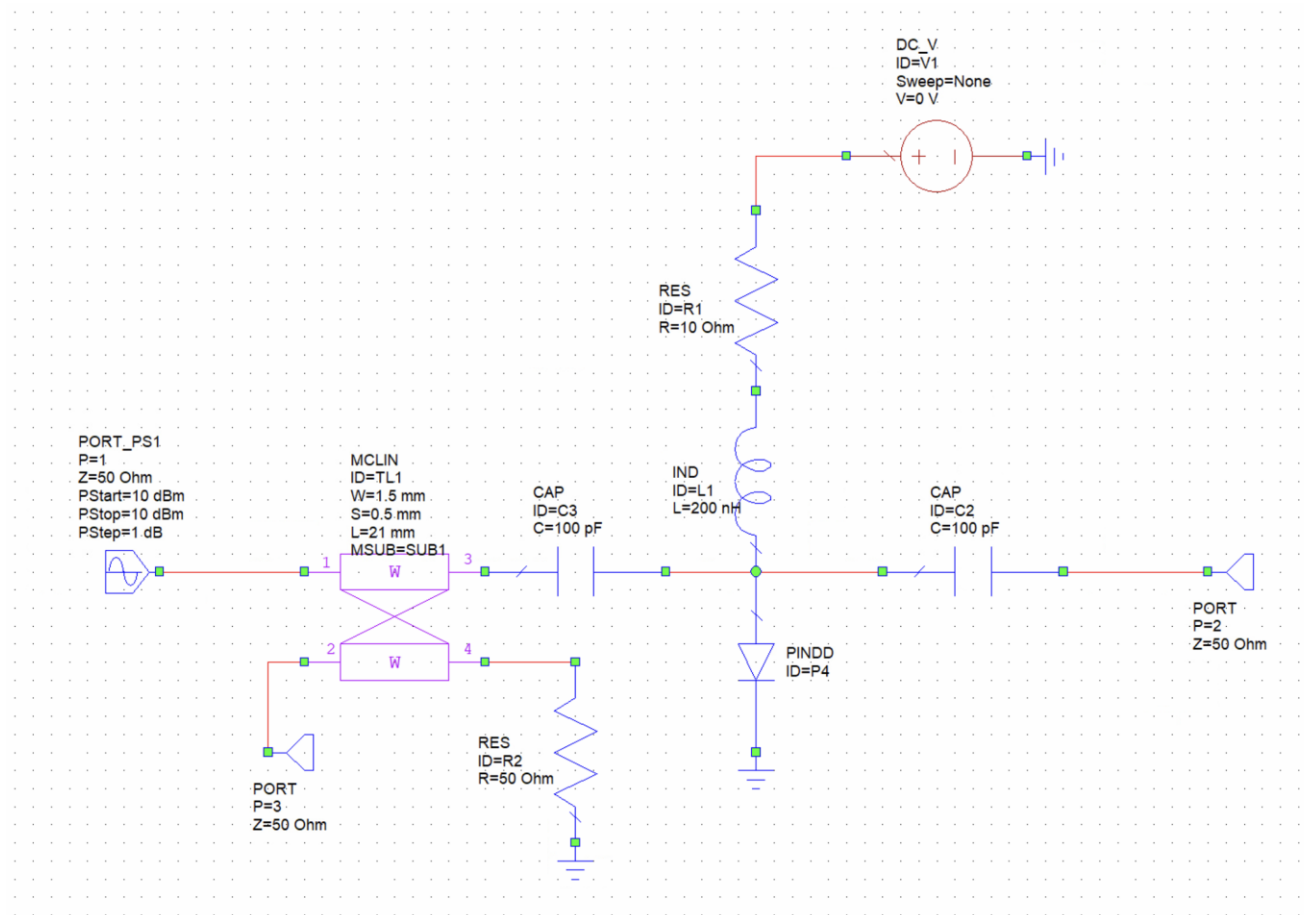 DC_V
ID=V1
Sweep=None
V=0 V
RES
ID=R1
R=10 Ohm
PORT_PS1
P=1
Z=50 Ohm
PStart=10 dBm
PStop=10 dBm
PStep=1 dB
MCLIN
ID=TL1
W=1.5 mm
S=0.5 mm
L=21 mm
MSUB=SUB1
CAP
ID=C3
C=100 pF
IND
ID=L1
L=200 nH
CAP
ID=C2
C=100 pF
1
W
3
2
W
4
PORT
P=2
Z=50 Ohm
PINDD
ID=P4
RES
ID=R2
R=50 Ohm
PORT
P=3
Z=50 Ohm